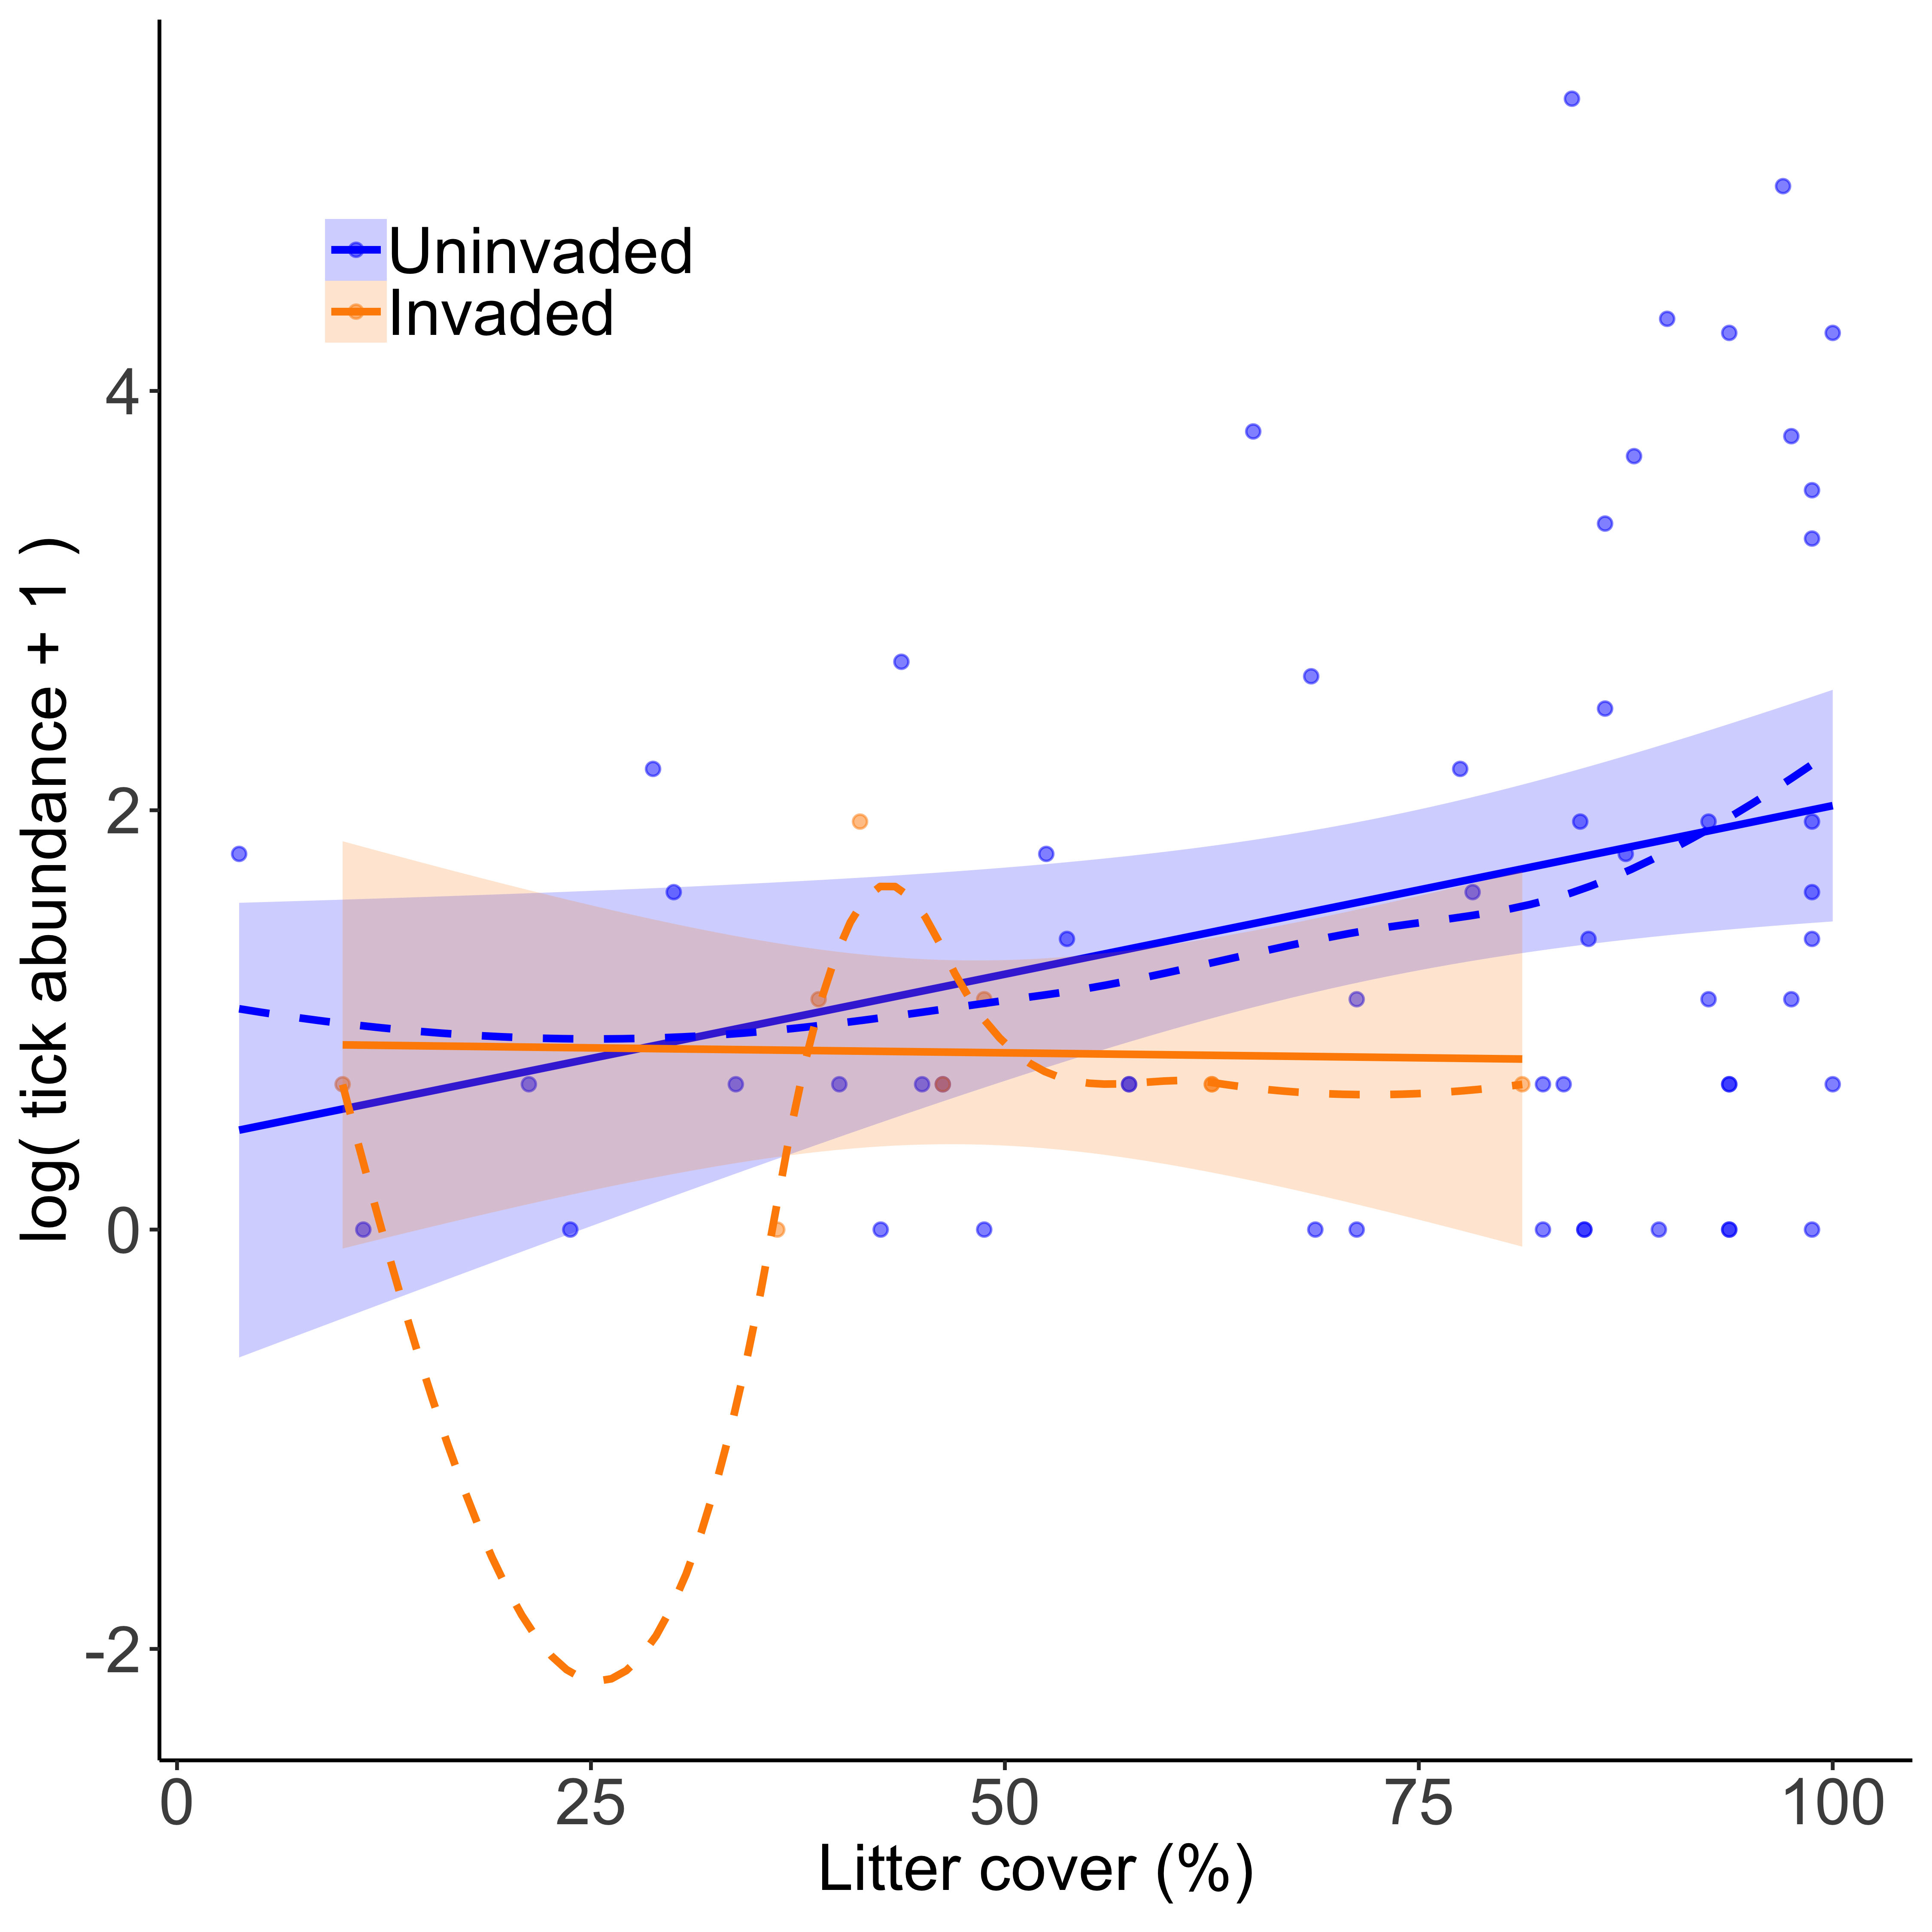 Uninvaded
Invaded
log( tick abundance + 1 )
4
2
0
-2
0 25 50 75 100
Litter cover (%)